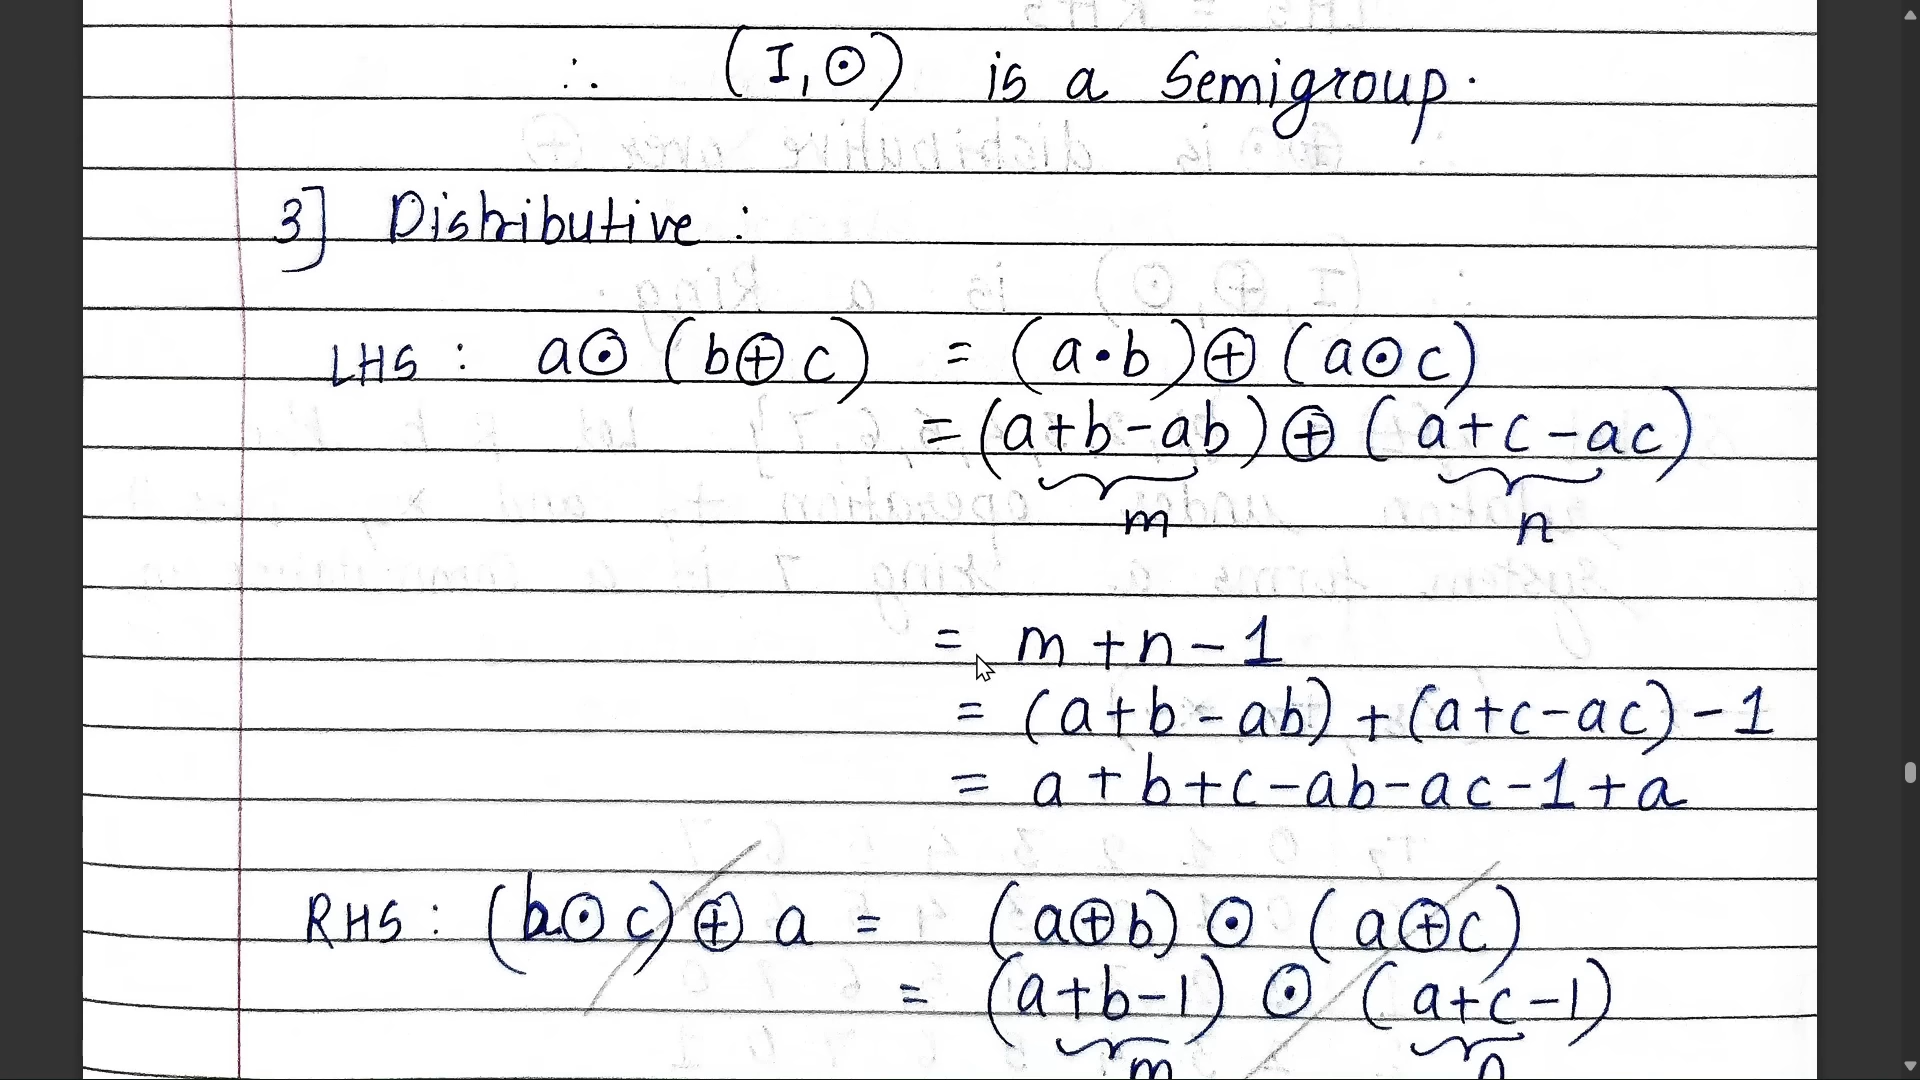 ∴ (I, ⊙) is a Semigroup.
3] Distributive :
LHS : a⊙(b⊕c) = (a•b)⊕(a⊙c)
= (a+b-ab)⊕(a+c-ac)
m n
= m+n-1
= (a+b-ab)+(a+c-ac)-1
= a+b+c-ab-ac-1+a
RHS : (b⊙c)⊕a = (a⊕b)⊙(a⊕c)
= (a+b-1)⊙(a+c-1)
m n